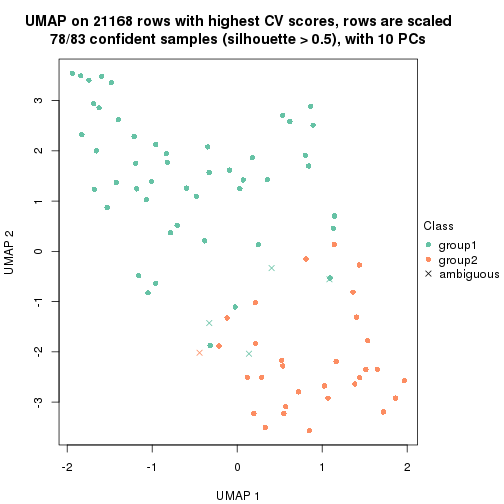 UMAP on 21168 rows with highest CV scores, rows are scaled
78/83 confident samples (silhouette > 0.5), with 10 PCs
UMAP 2
3
2
1
0
-1
-2
-3
-2
-1
0
1
2
UMAP 1
Class
group1
group2
ambiguous